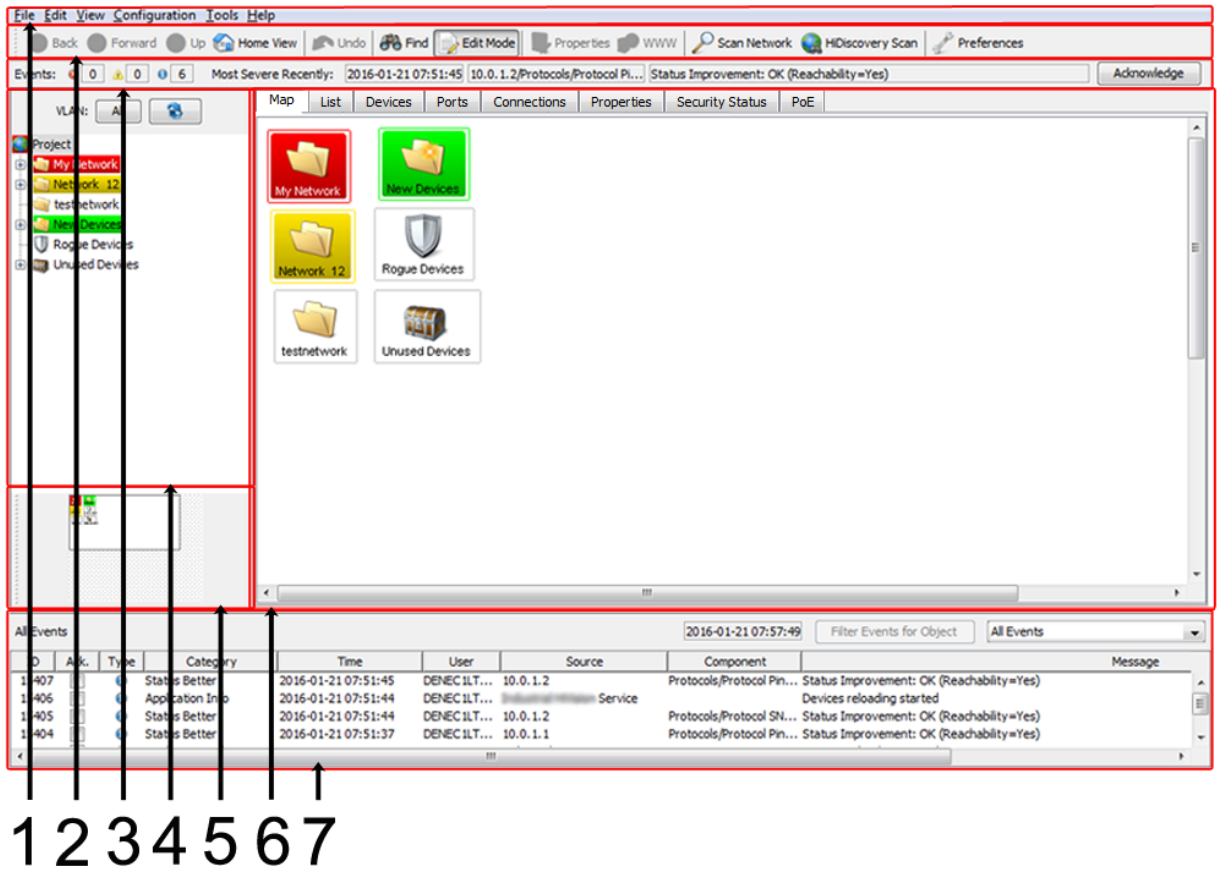 File Edit View Configuration Tools Help
Back Forward Up Home View Undo Find Edit Mode Properties WWW Scan Network HiDiscovery Scan Preferences
Events: 0 0 6 Most Severe Recently: 2016-01-21 07:51:45 10.0.1.2/Protocols/Protocol Pi... Status Improvement: OK (Reachability=Yes) Acknowledge
VLAN: All
Map List Devices Ports Connections Properties Security Status PoE
Project
My Network
Network 12
testnetwork
New Devices
Rogue Devices
Unused Devices
My Network New Devices
Network 12 Rogue Devices
testnetwork Unused Devices
All Events 2016-01-21 07:57:49 Filter Events for Object All Events
ID Ack. Type Category Time User Source Component Message
Status Better 2016-01-21 07:51:45 DENEC1LT... 10.0.1.2 Protocols/Protocol Pin... Status Improvement: OK (Reachability=Yes)
Application Info 2016-01-21 07:51:44 DENEC1LT... Service Devices reloading started
Status Better 2016-01-21 07:51:44 DENEC1LT... 10.0.1.2 Protocols/Protocol SN... Status Improvement: OK (Reachability=Yes)
Status Better 2016-01-21 07:51:37 DENEC1LT... 10.0.1.1 Protocols/Protocol Pin... Status Improvement: OK (Reachability=Yes)
1 2 3 4 5 6 7